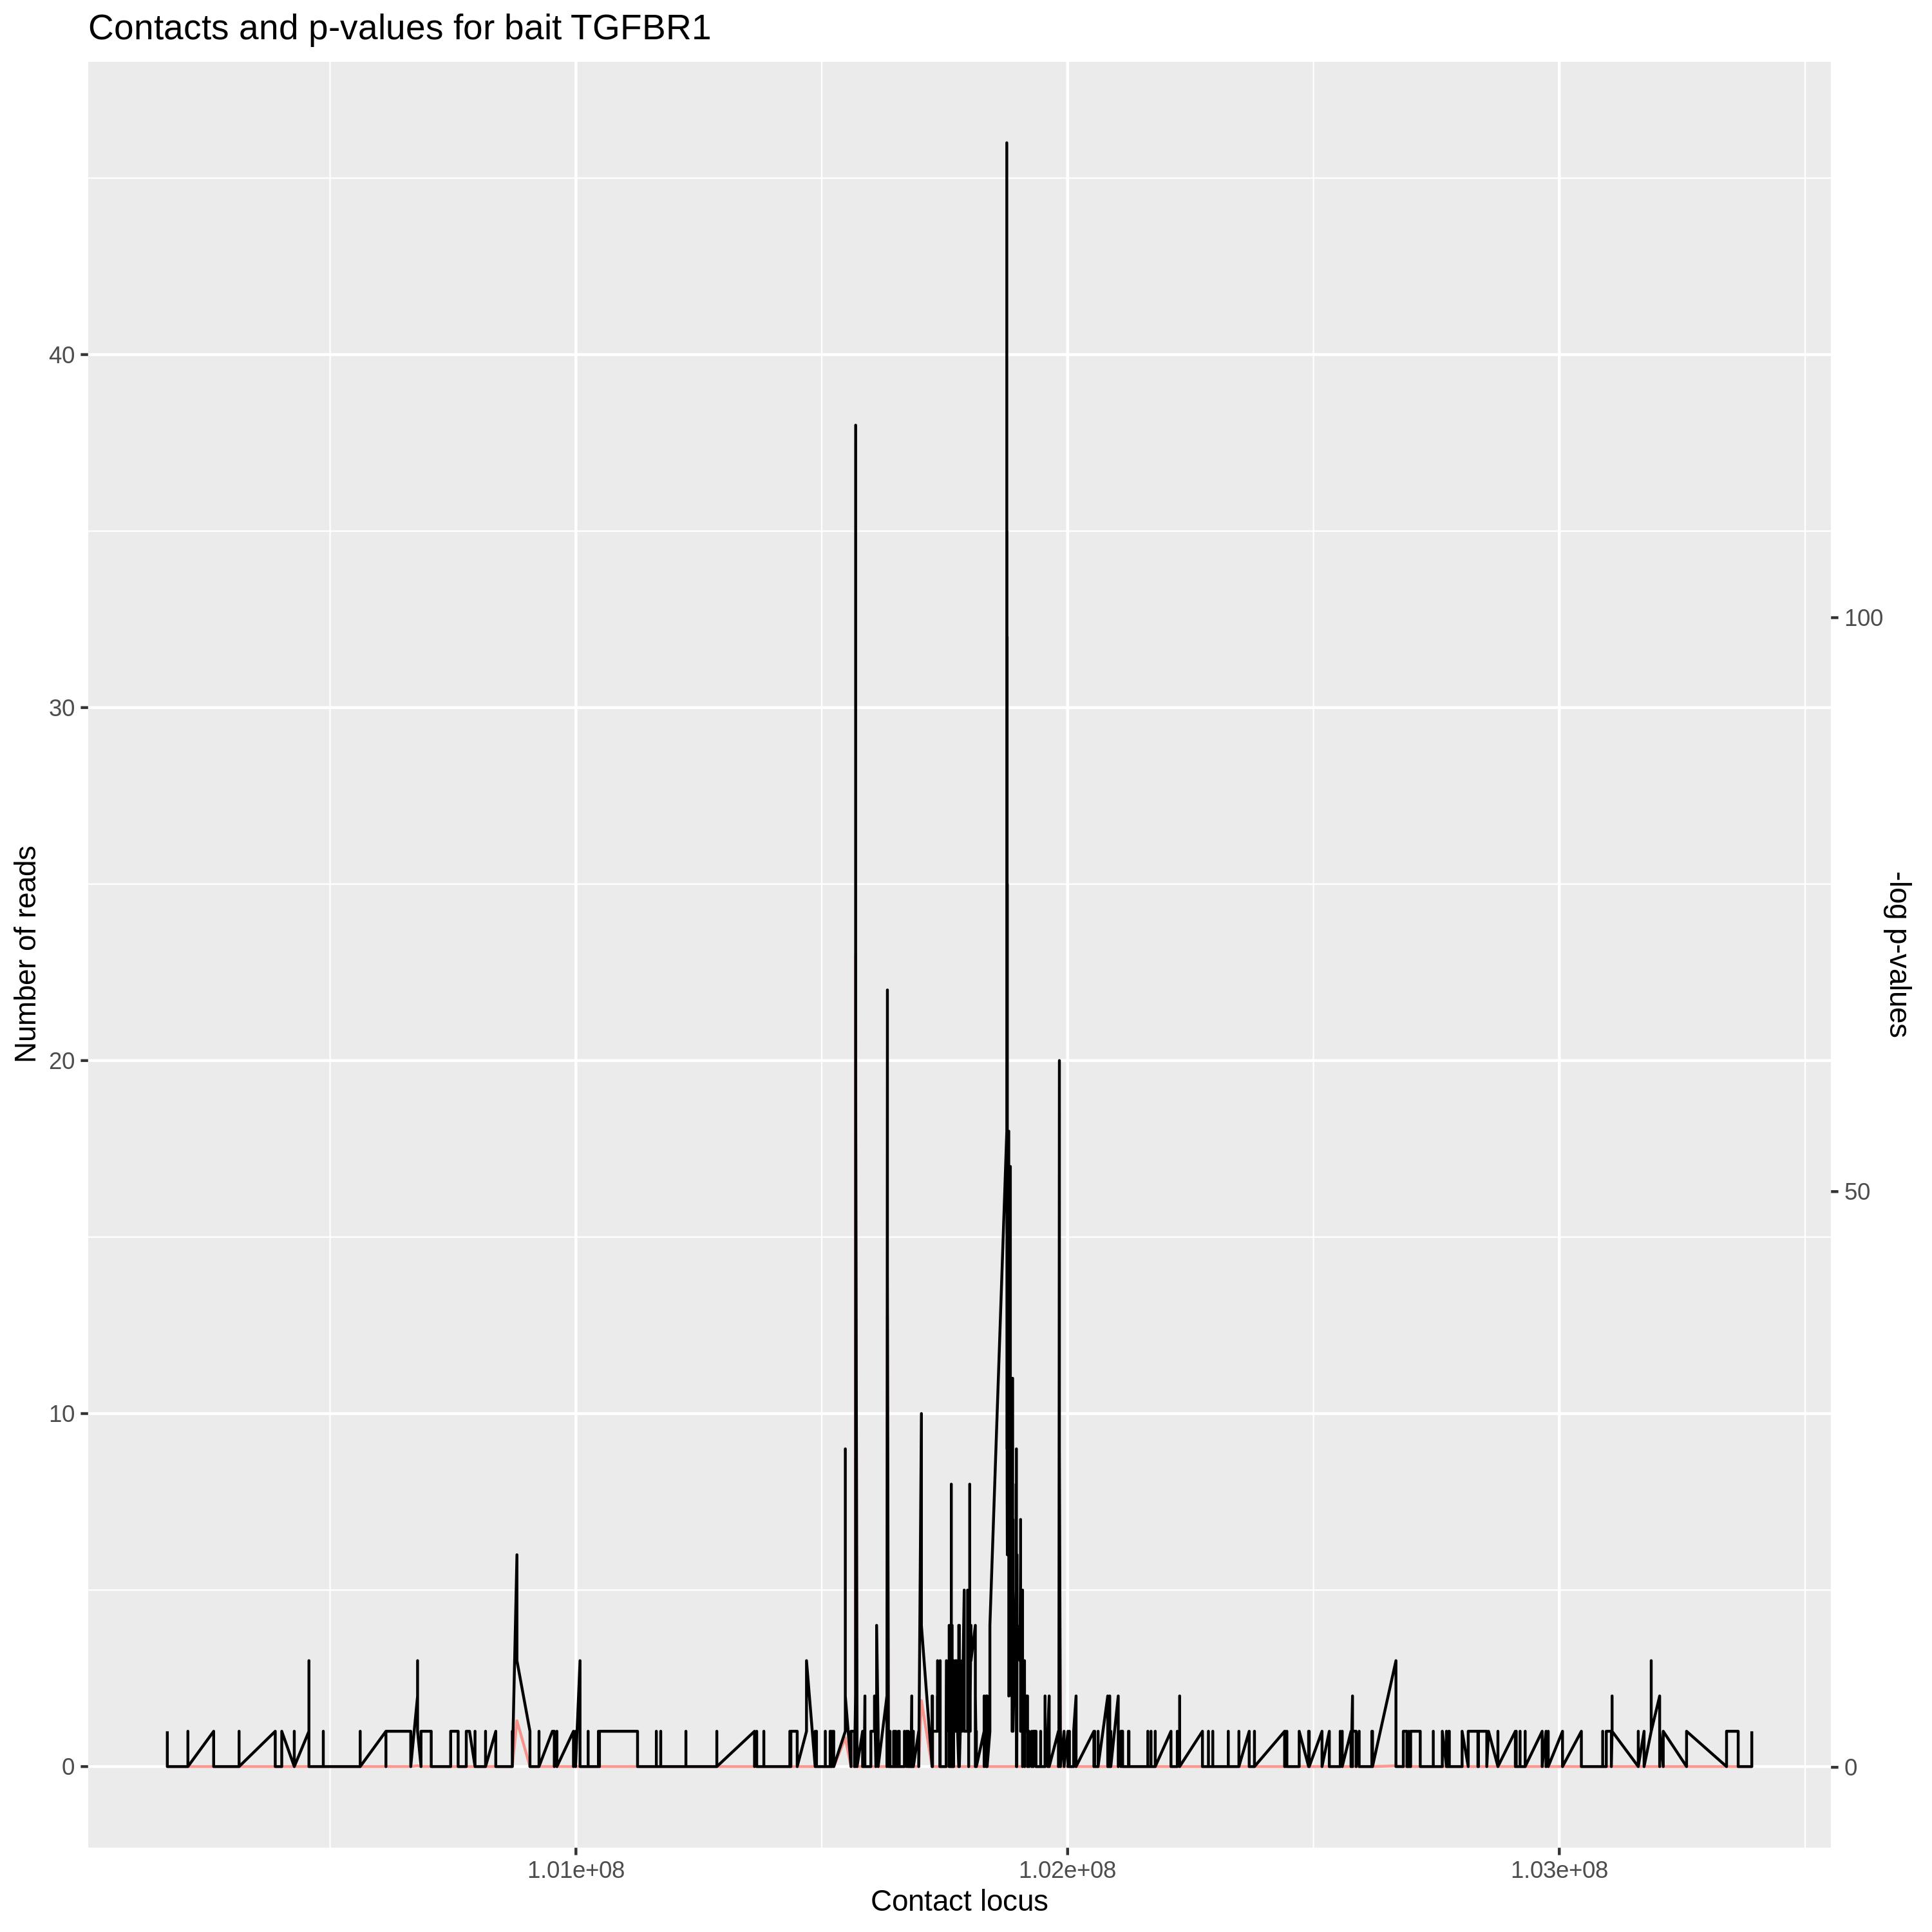 Contacts and p-values for bait TGFBR1
Number of reads
40
30
20
10
0
100
50
0
-log p-values
1.01e+08 1.02e+08 1.03e+08
Contact locus